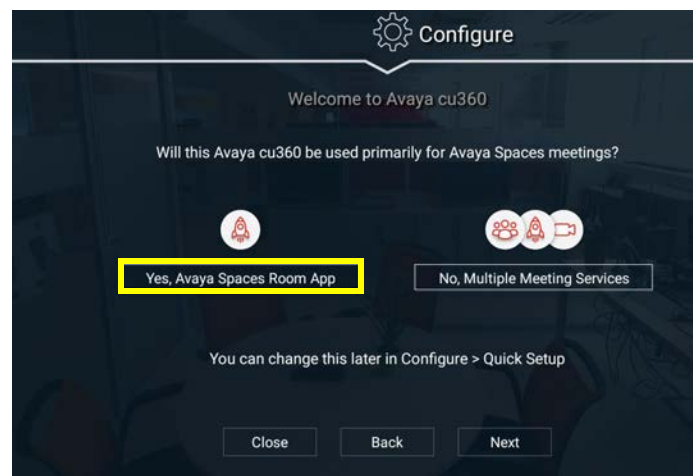 Configure
Welcome to Avaya cu360
Will this Avaya cu360 be used primarily for Avaya Spaces meetings?
Yes, Avaya Spaces Room App
No, Multiple Meeting Services
You can change this later in Configure > Quick Setup
Close
Back
Next